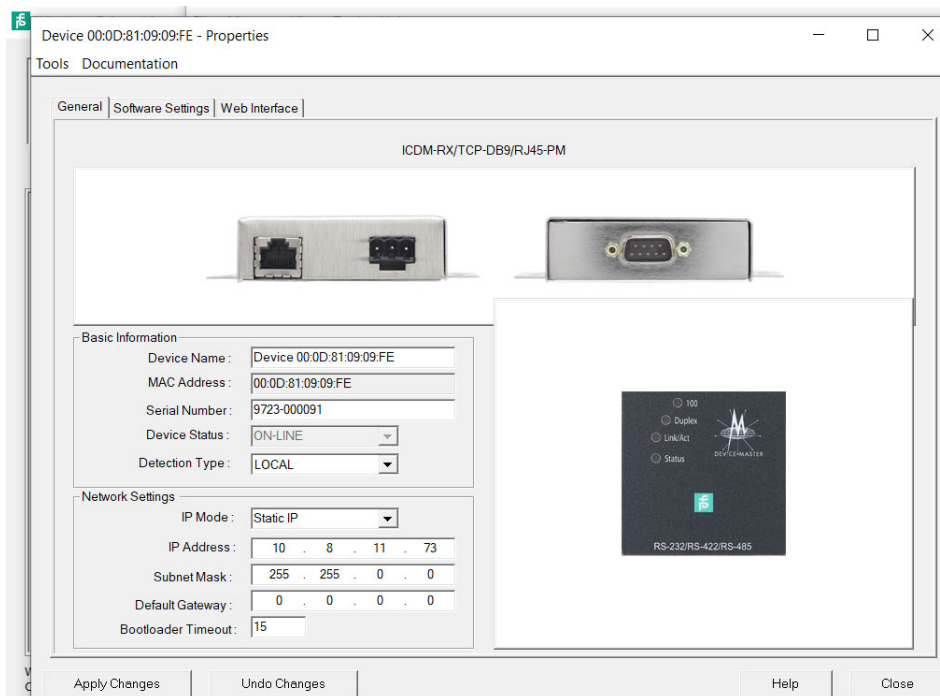 Device 00:0D:81:09:09:FE - Properties
Tools Documentation
General Software Settings Web Interface
ICDM-RX/TCP-DB9/RJ45-PM
Basic Information
Device Name : Device 00:0D:81:09:09:FE
MAC Address : 00:0D:81:09:09:FE
Serial Number : 9723-000091
Device Status : ON-LINE
Detection Type : LOCAL
Network Settings
IP Mode : Static IP
IP Address : 10 . 8 . 11 . 73
Subnet Mask : 255 . 255 . 0 . 0
Default Gateway : 0 . 0 . 0 . 0
Bootloader Timeout : 15
100
Duplex
Link/Act
Status
DEVICEMASTER
RS-232/RS-422/RS-485
Apply Changes Undo Changes Help Close